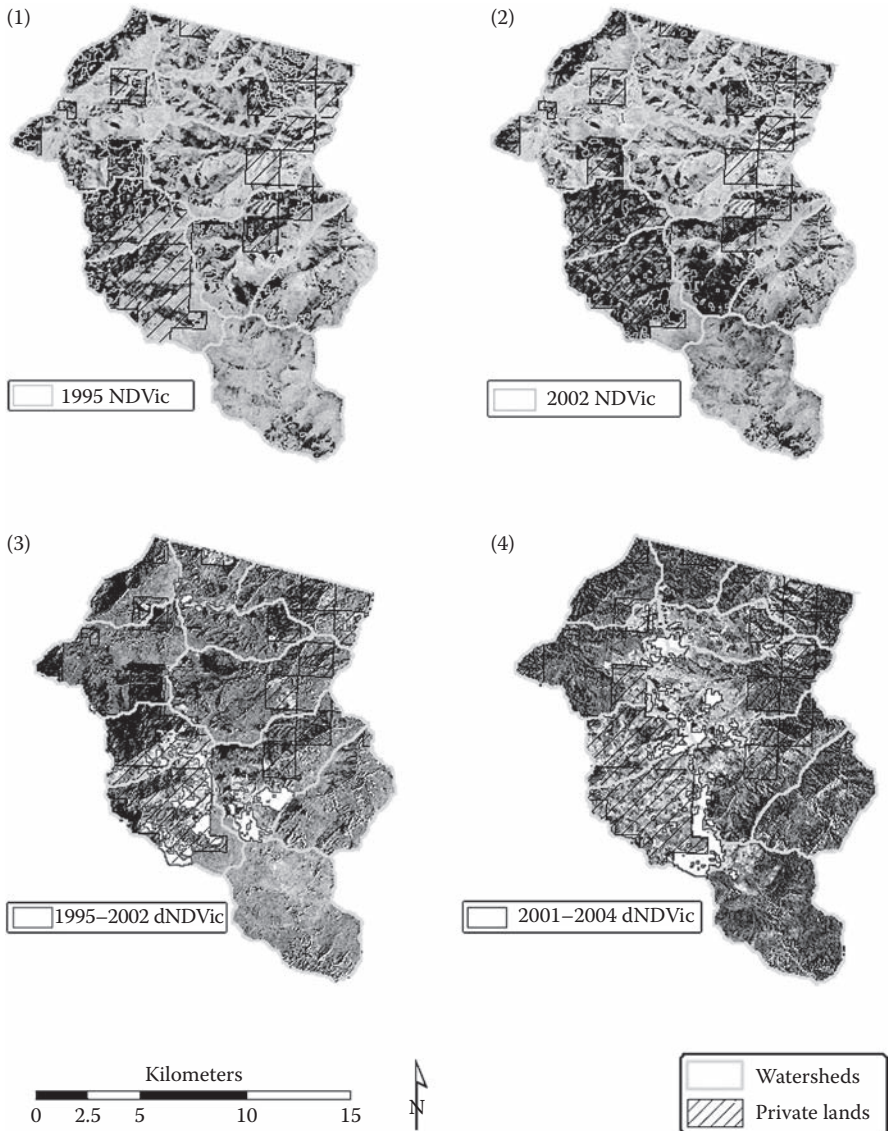 (1)
(2)
1995 NDVic
2002 NDVic
(3)
(4)
1995–2002 dNDVic
2001–2004 dNDVic
Kilometers
0 2.5 5 10 15
N
Watersheds
Private lands